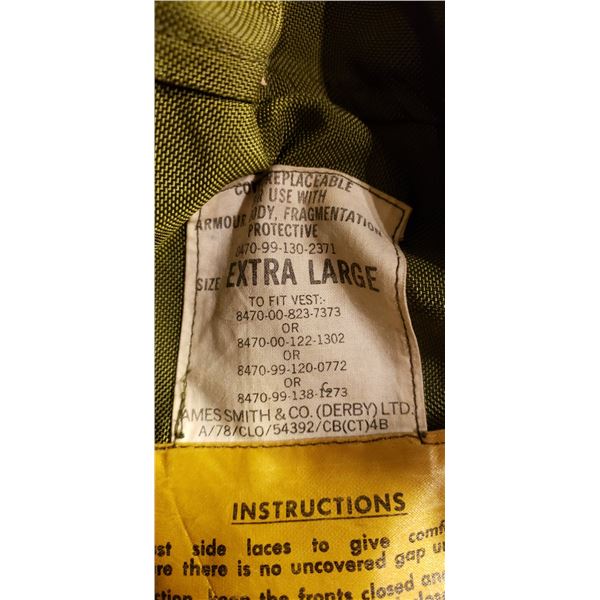 REPLACEABLE
USE WITH
ARMOUR BODY, FRAGMENTATION
PROTECTIVE
8470-99-130-2371
SIZE EXTRA LARGE
TO FIT VEST:-
8470-00-823-7373
OR
8470-00-122-1302
OR
8470-99-120-0772
OR
8470-99-138-1273
JAMES SMITH & CO. (DERBY) LTD.
A/78/CLO/54392/CB(CT)4B
INSTRUCTIONS
side laces to give
there is no uncovered gap
keep the fronts closed and